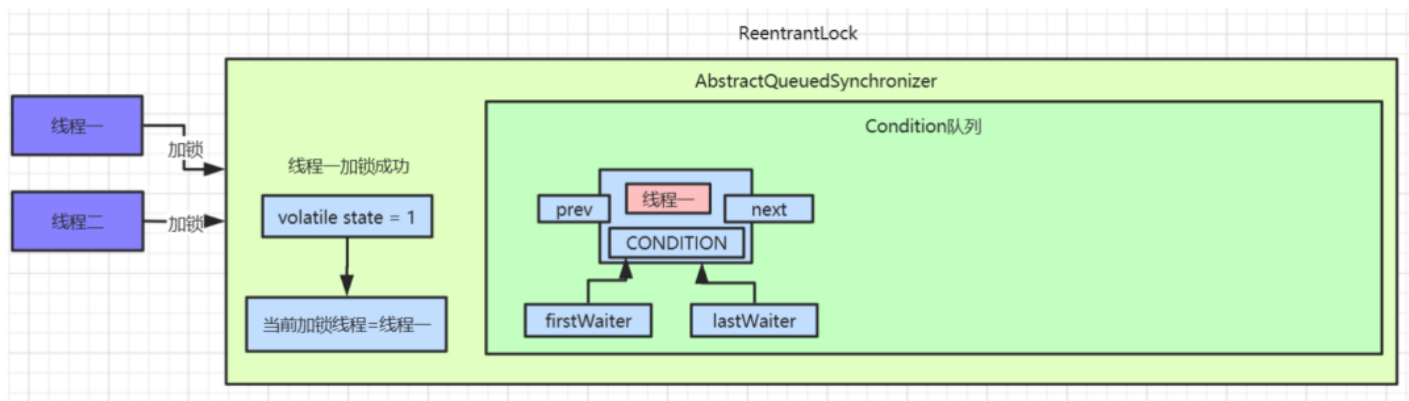 ReentrantLock
AbstractQueuedSynchronizer
Condition队列
线程一
加锁
线程二
加锁
线程一加锁成功
volatile state = 1
当前加锁线程=线程一
线程一
prev
next
CONDITION
firstWaiter
lastWaiter